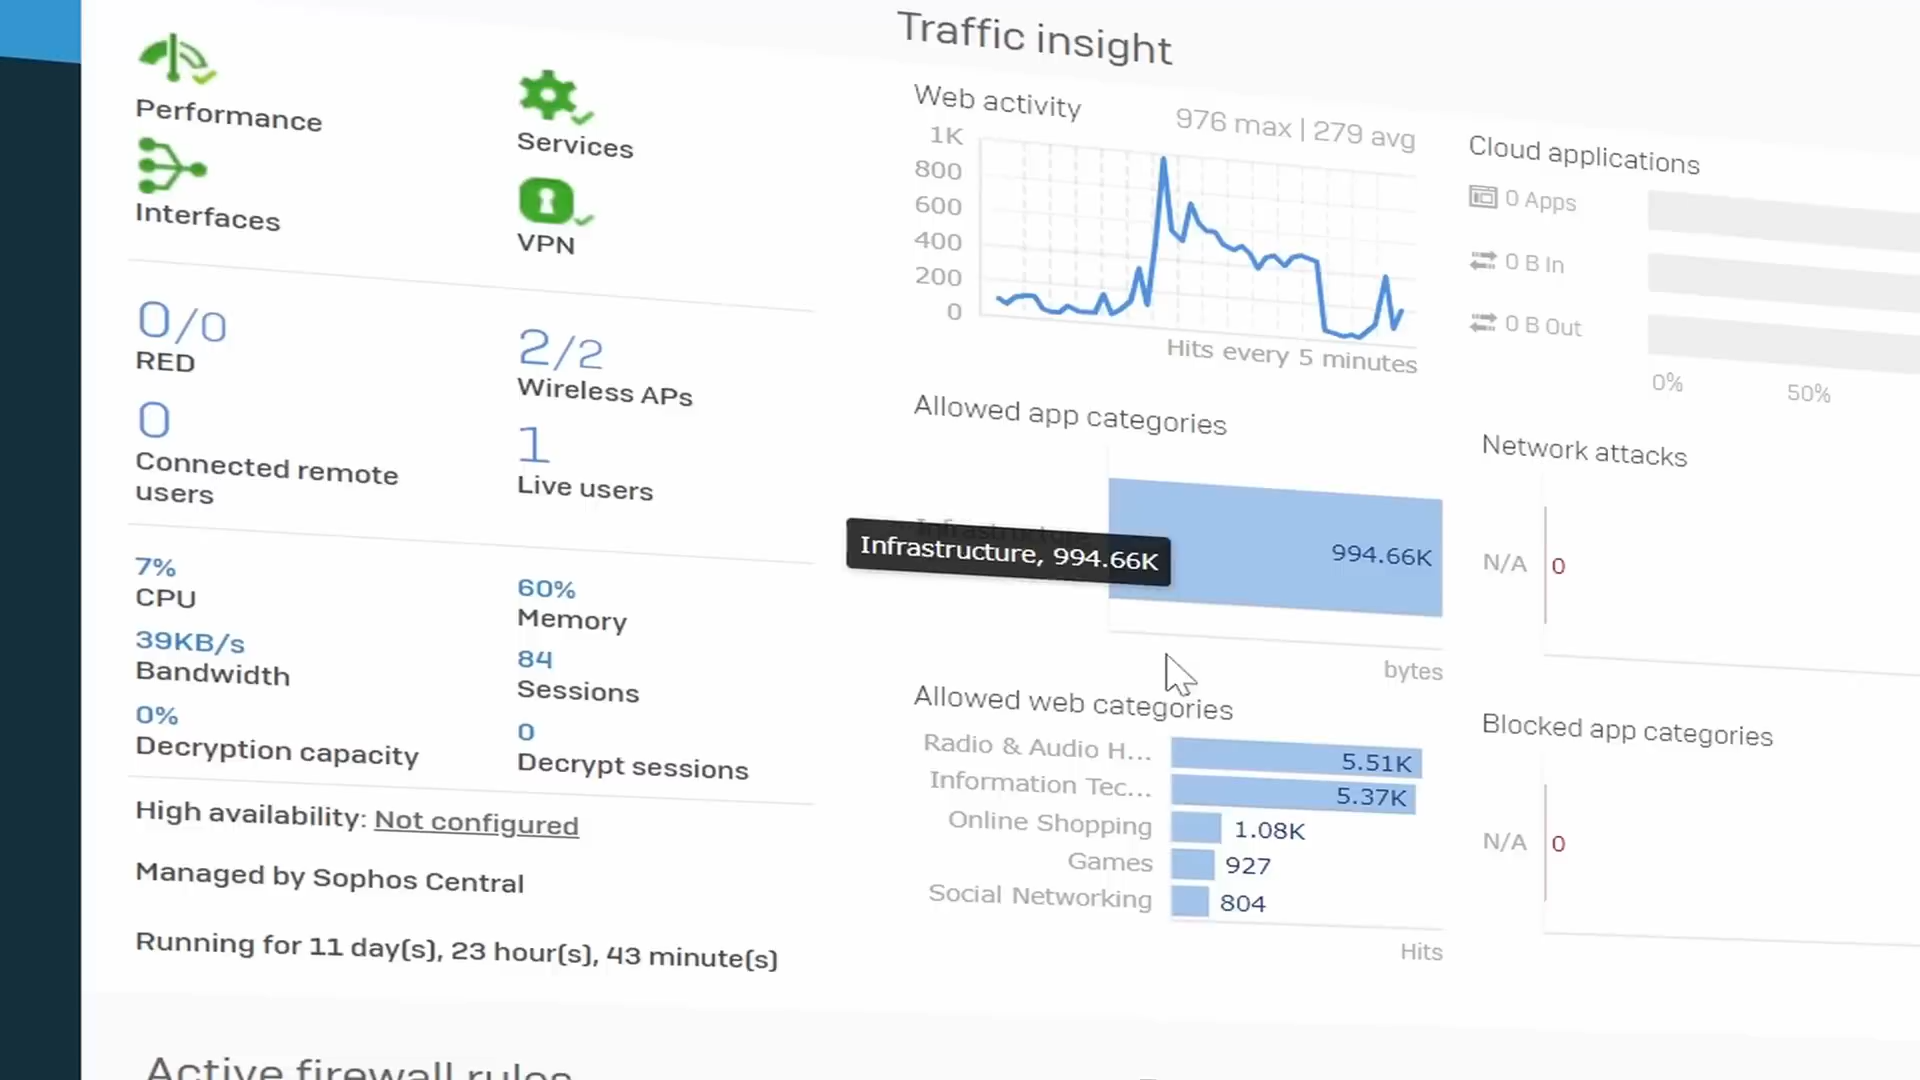 Performance
Services
Interfaces
VPN
0/0
RED
2/2
Wireless APs
0
Connected remote
users
1
Live users
7%
CPU
60%
Memory
39KB/s
Bandwidth
84
Sessions
0%
Decryption capacity
0
Decrypt sessions
High availability: Not configured
Managed by Sophos Central
Running for 11 day(s), 23 hour(s), 43 minute(s)
Active firewall rules
Traffic insight
Web activity
976 max | 279 avg
1K
800
600
400
200
0
Hits every 5 minutes
Allowed app categories
Infrastructure
Infrastructure, 994.66K
994.66K
bytes
Allowed web categories
Radio & Audio H...
5.51K
Information Tec...
5.37K
Online Shopping
1.08K
Games
927
Social Networking
804
Hits
Cloud applications
0 Apps
0 B In
0 B Out
0%
50%
Network attacks
N/A
0
Blocked app categories
N/A
0